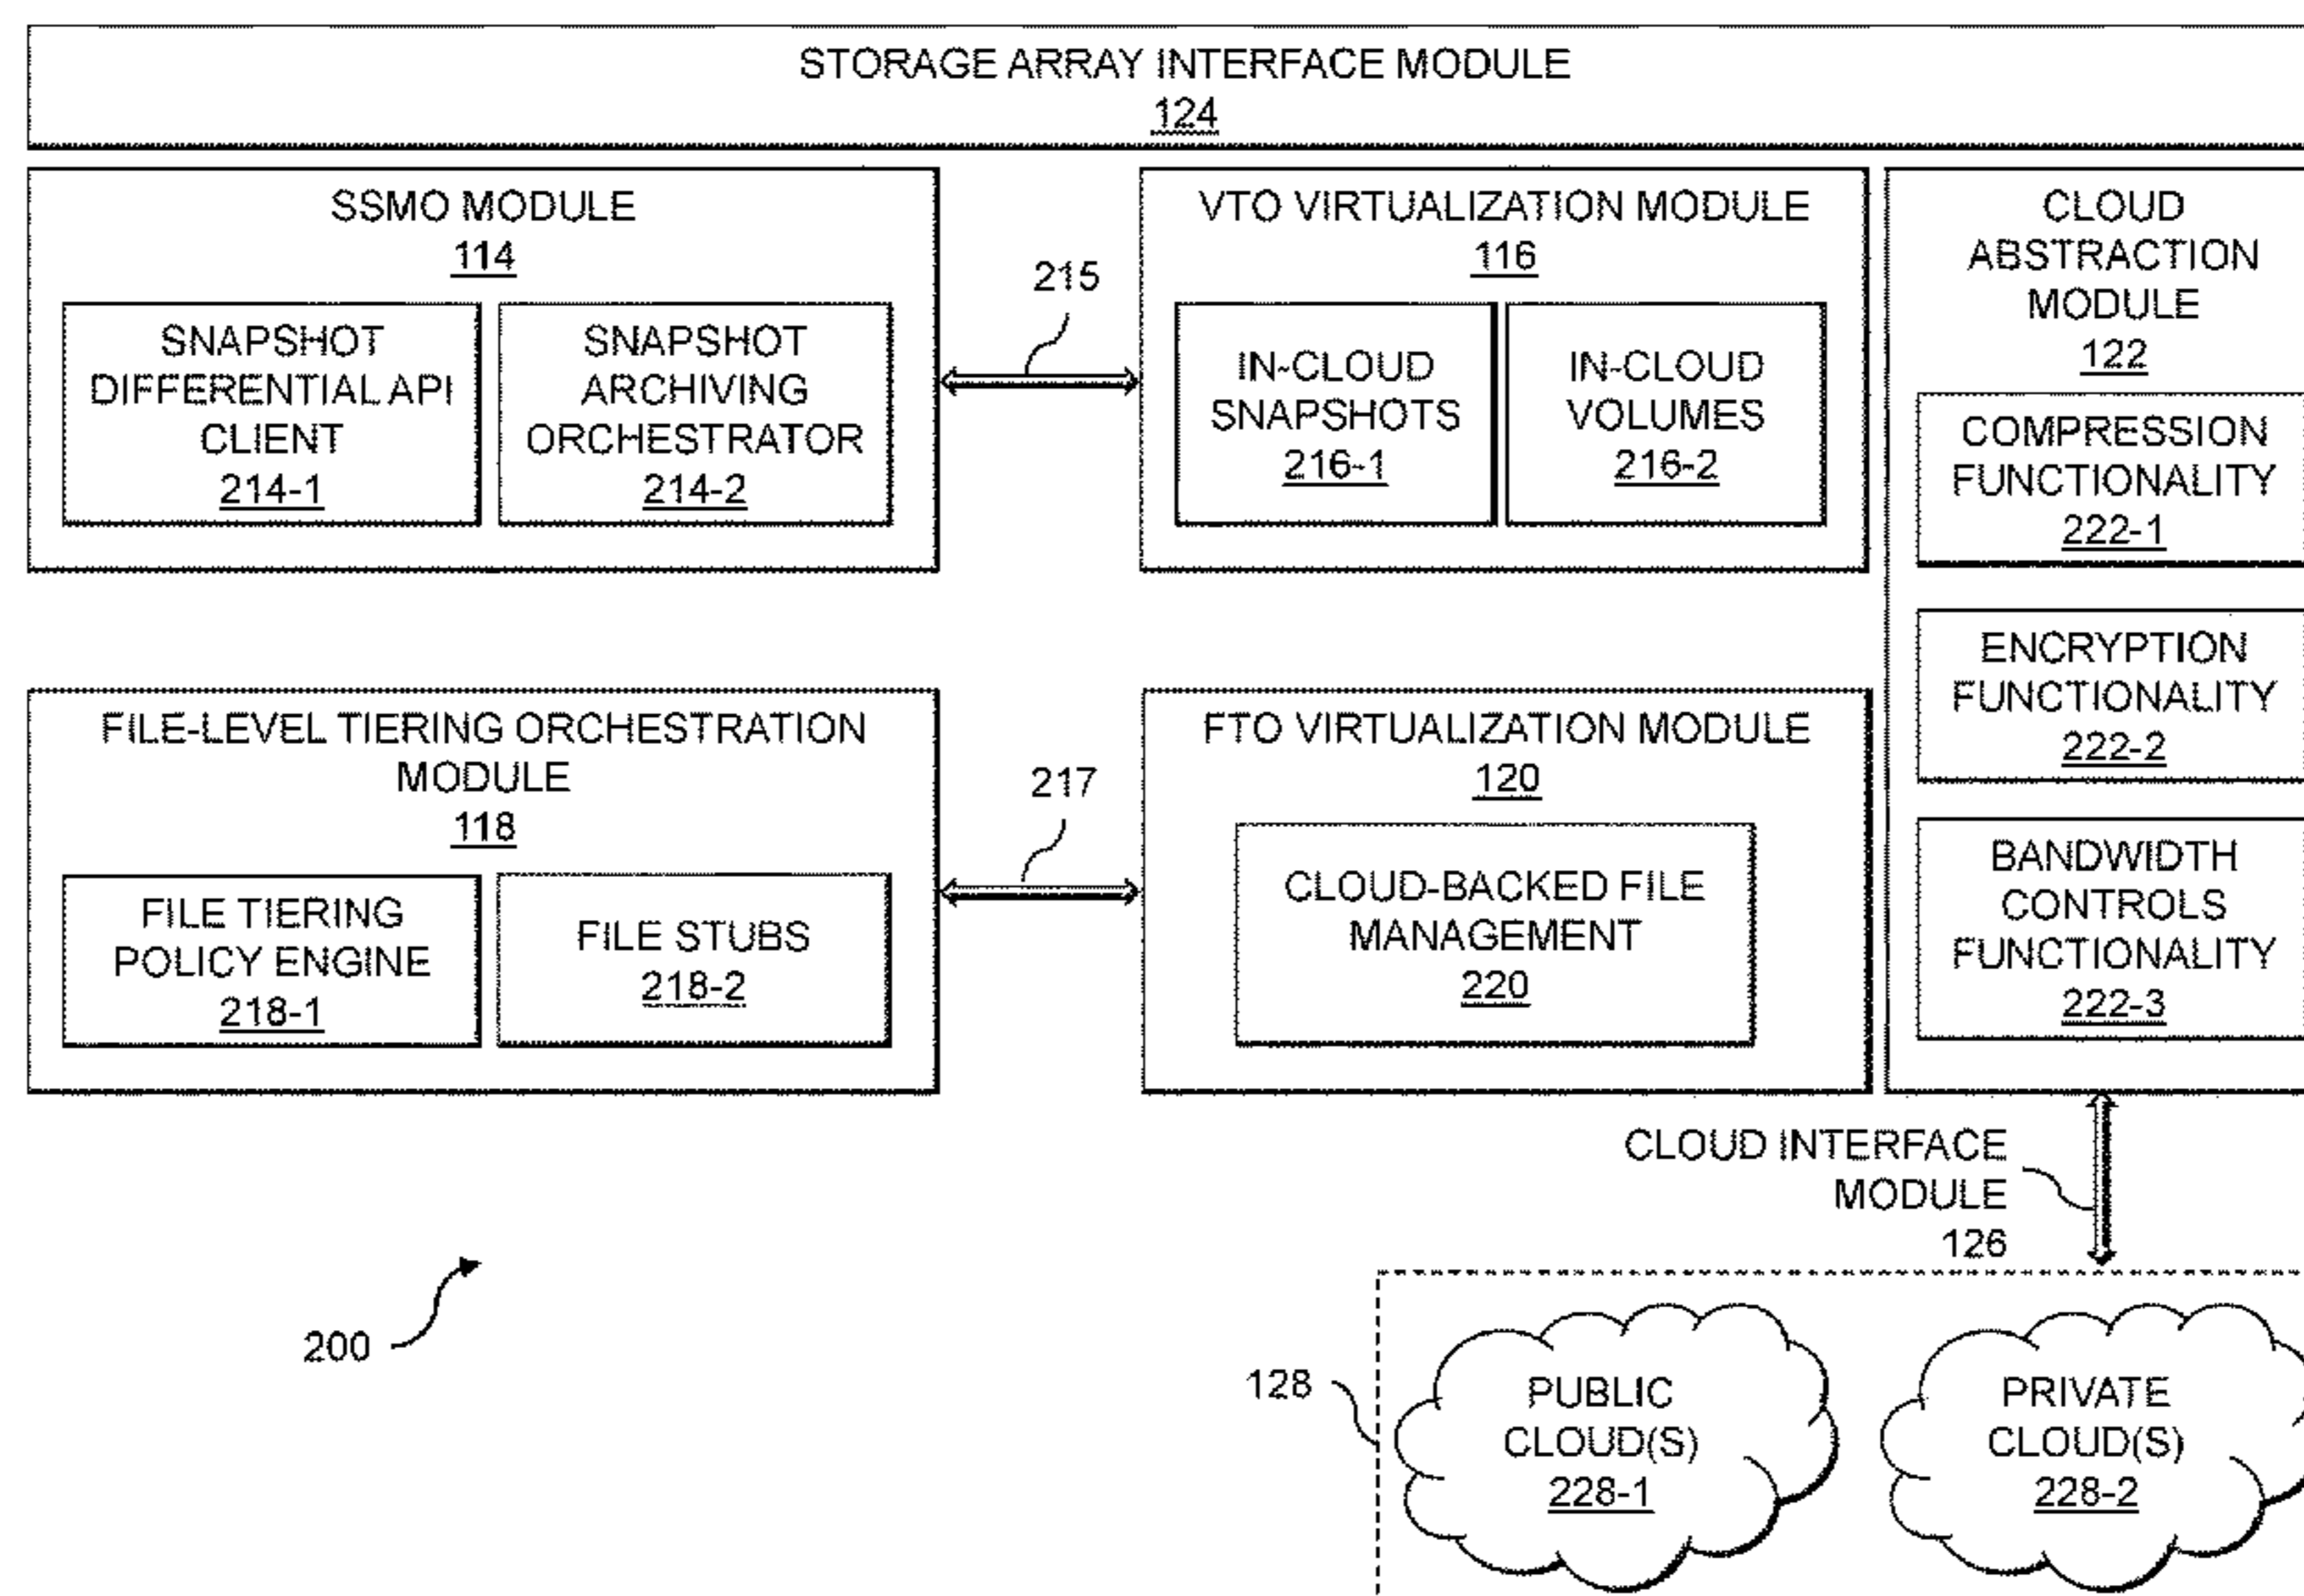 STORAGE ARRAY INTERFACE MODULE
124
SSMO MODULE
114
SNAPSHOT
DIFFERENTIAL API
CLIENT
214-1
SNAPSHOT
ARCHIVING
ORCHESTRATOR
214-2
215
VTO VIRTUALIZATION MODULE
116
IN-CLOUD
SNAPSHOTS
216-1
IN-CLOUD
VOLUMES
216-2
CLOUD
ABSTRACTION
MODULE
122
COMPRESSION
FUNCTIONALITY
222-1
ENCRYPTION
FUNCTIONALITY
222-2
BANDWIDTH
CONTROLS
FUNCTIONALITY
222-3
FILE-LEVEL TIERING ORCHESTRATION
MODULE
118
FILE TIERING
POLICY ENGINE
218-1
FILE STUBS
218-2
217
FTO VIRTUALIZATION MODULE
120
CLOUD-BACKED FILE
MANAGEMENT
220
CLOUD INTERFACE
MODULE
126
200
128
PUBLIC
CLOUD(S)
228-1
PRIVATE
CLOUD(S)
228-2